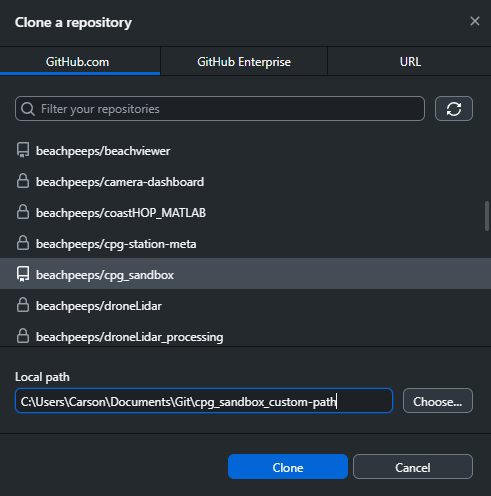 Clone a repository
GitHub.com
GitHub Enterprise
URL
Filter your repositories
beachpeeps/beachviewer
beachpeeps/camera-dashboard
beachpeeps/coastHOP_MATLAB
beachpeeps/cpg-station-meta
beachpeeps/cpg_sandbox
beachpeeps/droneLidar
beachpeeps/droneLidar_processing
Local path
C:\Users\Carson\Documents\Git\cpg_sandbox_custom-path
Choose...
Clone
Cancel